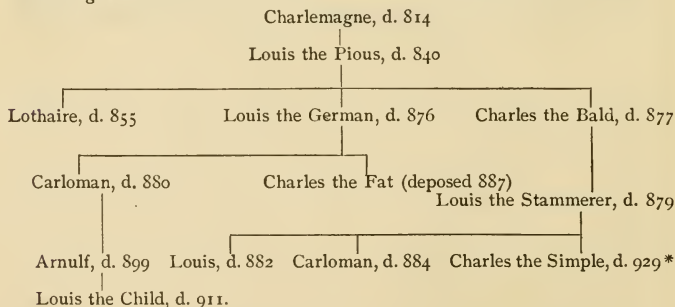 Charlemagne, d. 814
Louis the Pious, d. 840
Lothaire, d. 855 Louis the German, d. 876 Charles the Bald, d. 877
Carloman, d. 880 Charles the Fat (deposed 887)
Louis the Stammerer, d. 879
Arnulf, d. 899 Louis, d. 882 Carloman, d. 884 Charles the Simple, d. 929*
Louis the Child, d. 911.